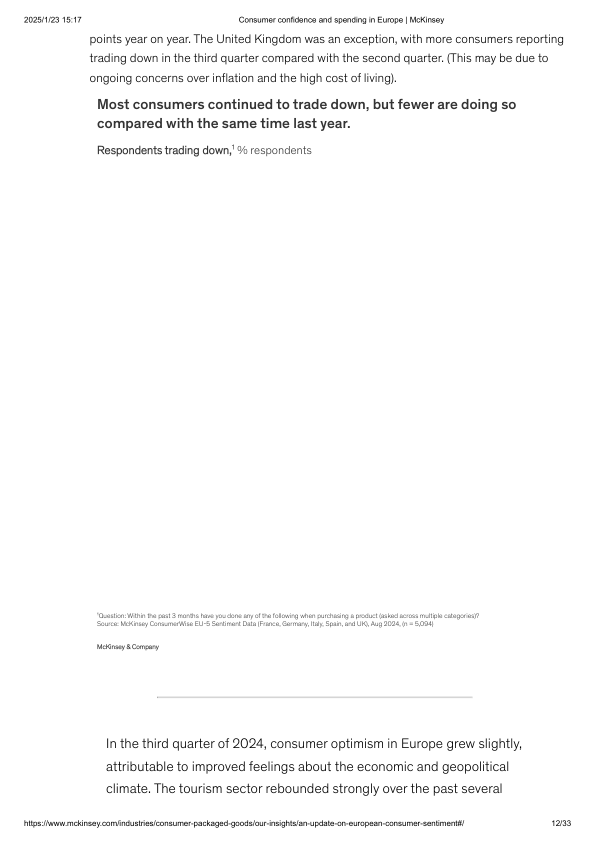 2025/1/23 15:17
Consumer confidence and spending in Europe | McKinsey
points year on year. The United Kingdom was an exception, with more consumers reporting
trading down in the third quarter compared with the second quarter. (This may be due to
ongoing concerns over inflation and the high cost of living).
Most consumers continued to trade down, but fewer are doing so
compared with the same time last year.
Respondents trading down,¹ % respondents
¹Question: Within the past 3 months have you done any of the following when purchasing a product (asked across multiple categories)?
Source: McKinsey ConsumerWise EU-5 Sentiment Data (France, Germany, Italy, Spain, and UK), Aug 2024, (n = 5,094)
McKinsey & Company
In the third quarter of 2024, consumer optimism in Europe grew slightly,
attributable to improved feelings about the economic and geopolitical
climate. The tourism sector rebounded strongly over the past several
https://www.mckinsey.com/industries/consumer-packaged-goods/our-insights/an-update-on-european-consumer-sentiment#/
12/33